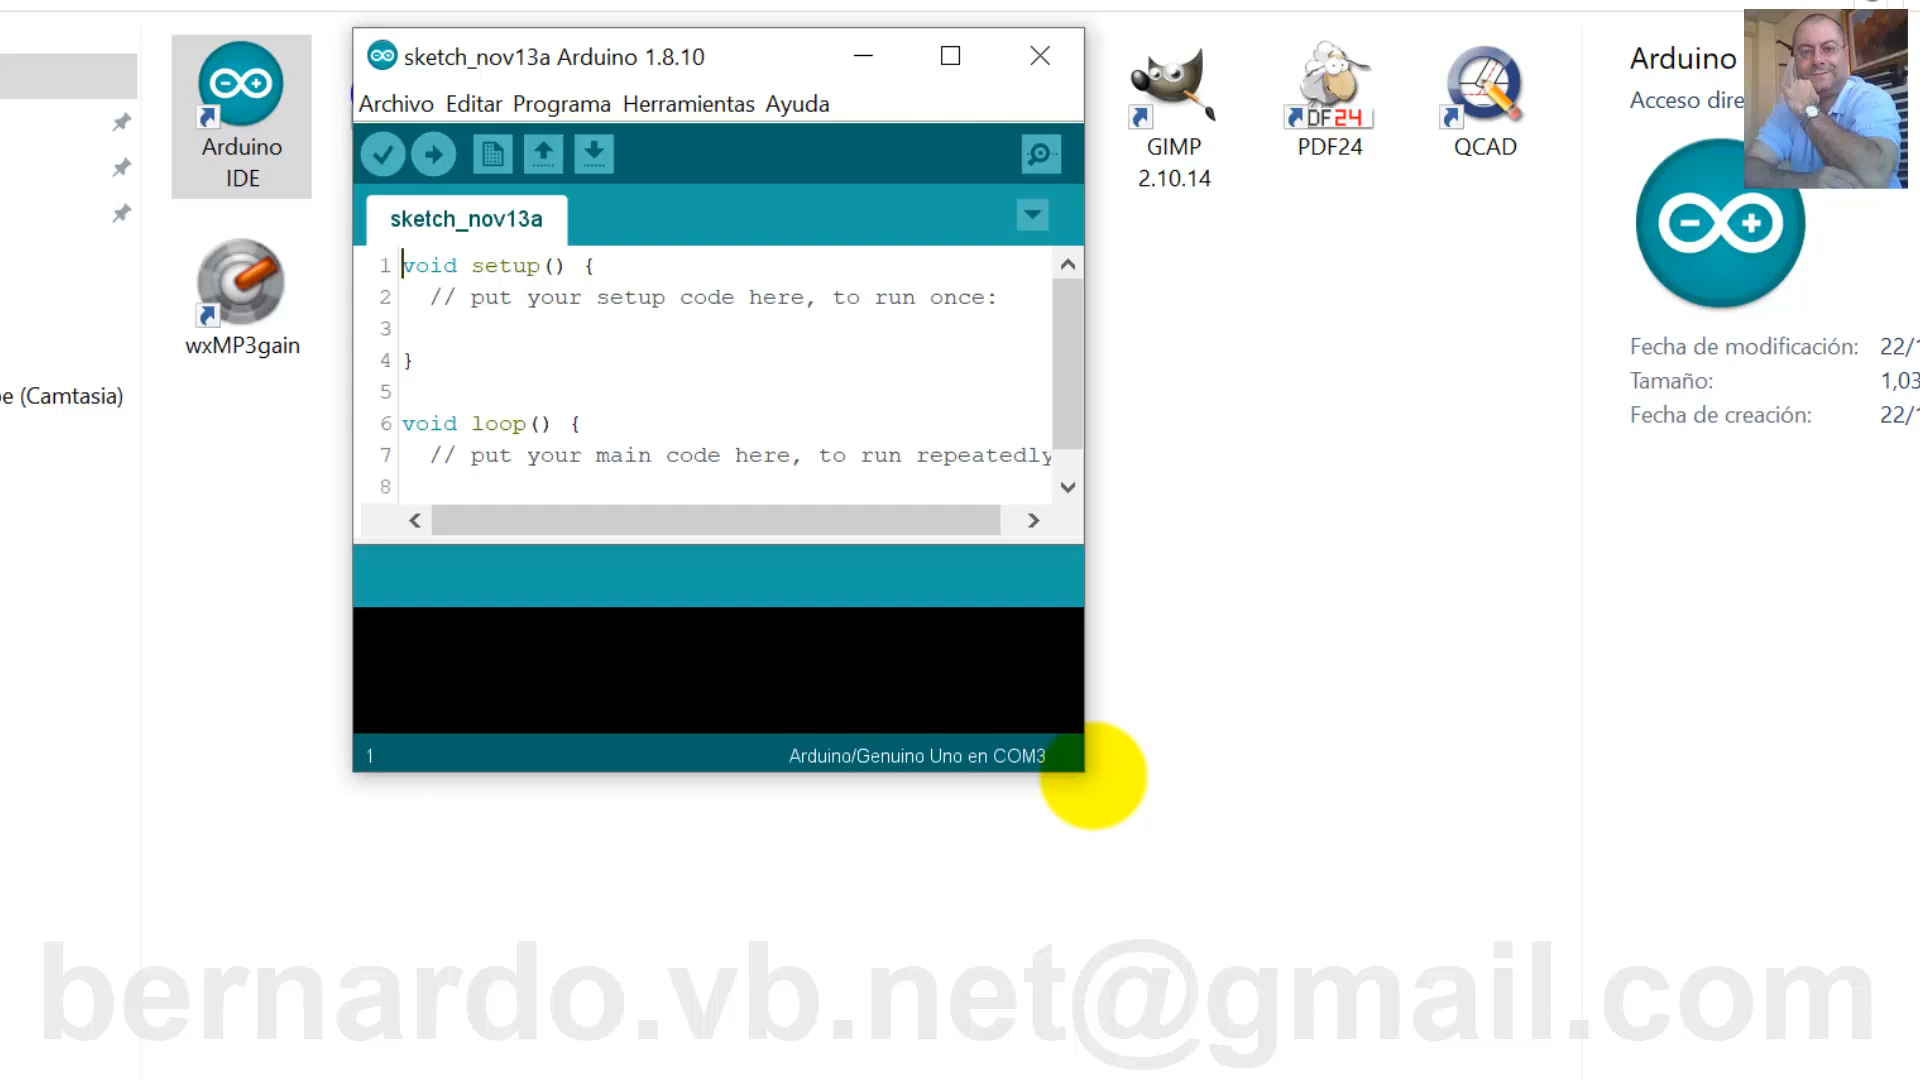 Arduino
IDE
wxMP3gain
e (Camtasia)
sketch_nov13a Arduino 1.8.10
Archivo Editar Programa Herramientas Ayuda
sketch_nov13a
1 void setup() {
2 // put your setup code here, to run once:
3
4 }
5
6 void loop() {
7 // put your main code here, to run repeatedly
8
1
Arduino/Genuino Uno en COM3
GIMP
2.10.14
DF24
PDF24
QCAD
Arduino
Acceso dire
Fecha de modificación: 22/
Tamaño: 1,03
Fecha de creación: 22/
bernardo.vb.net@gmail.com